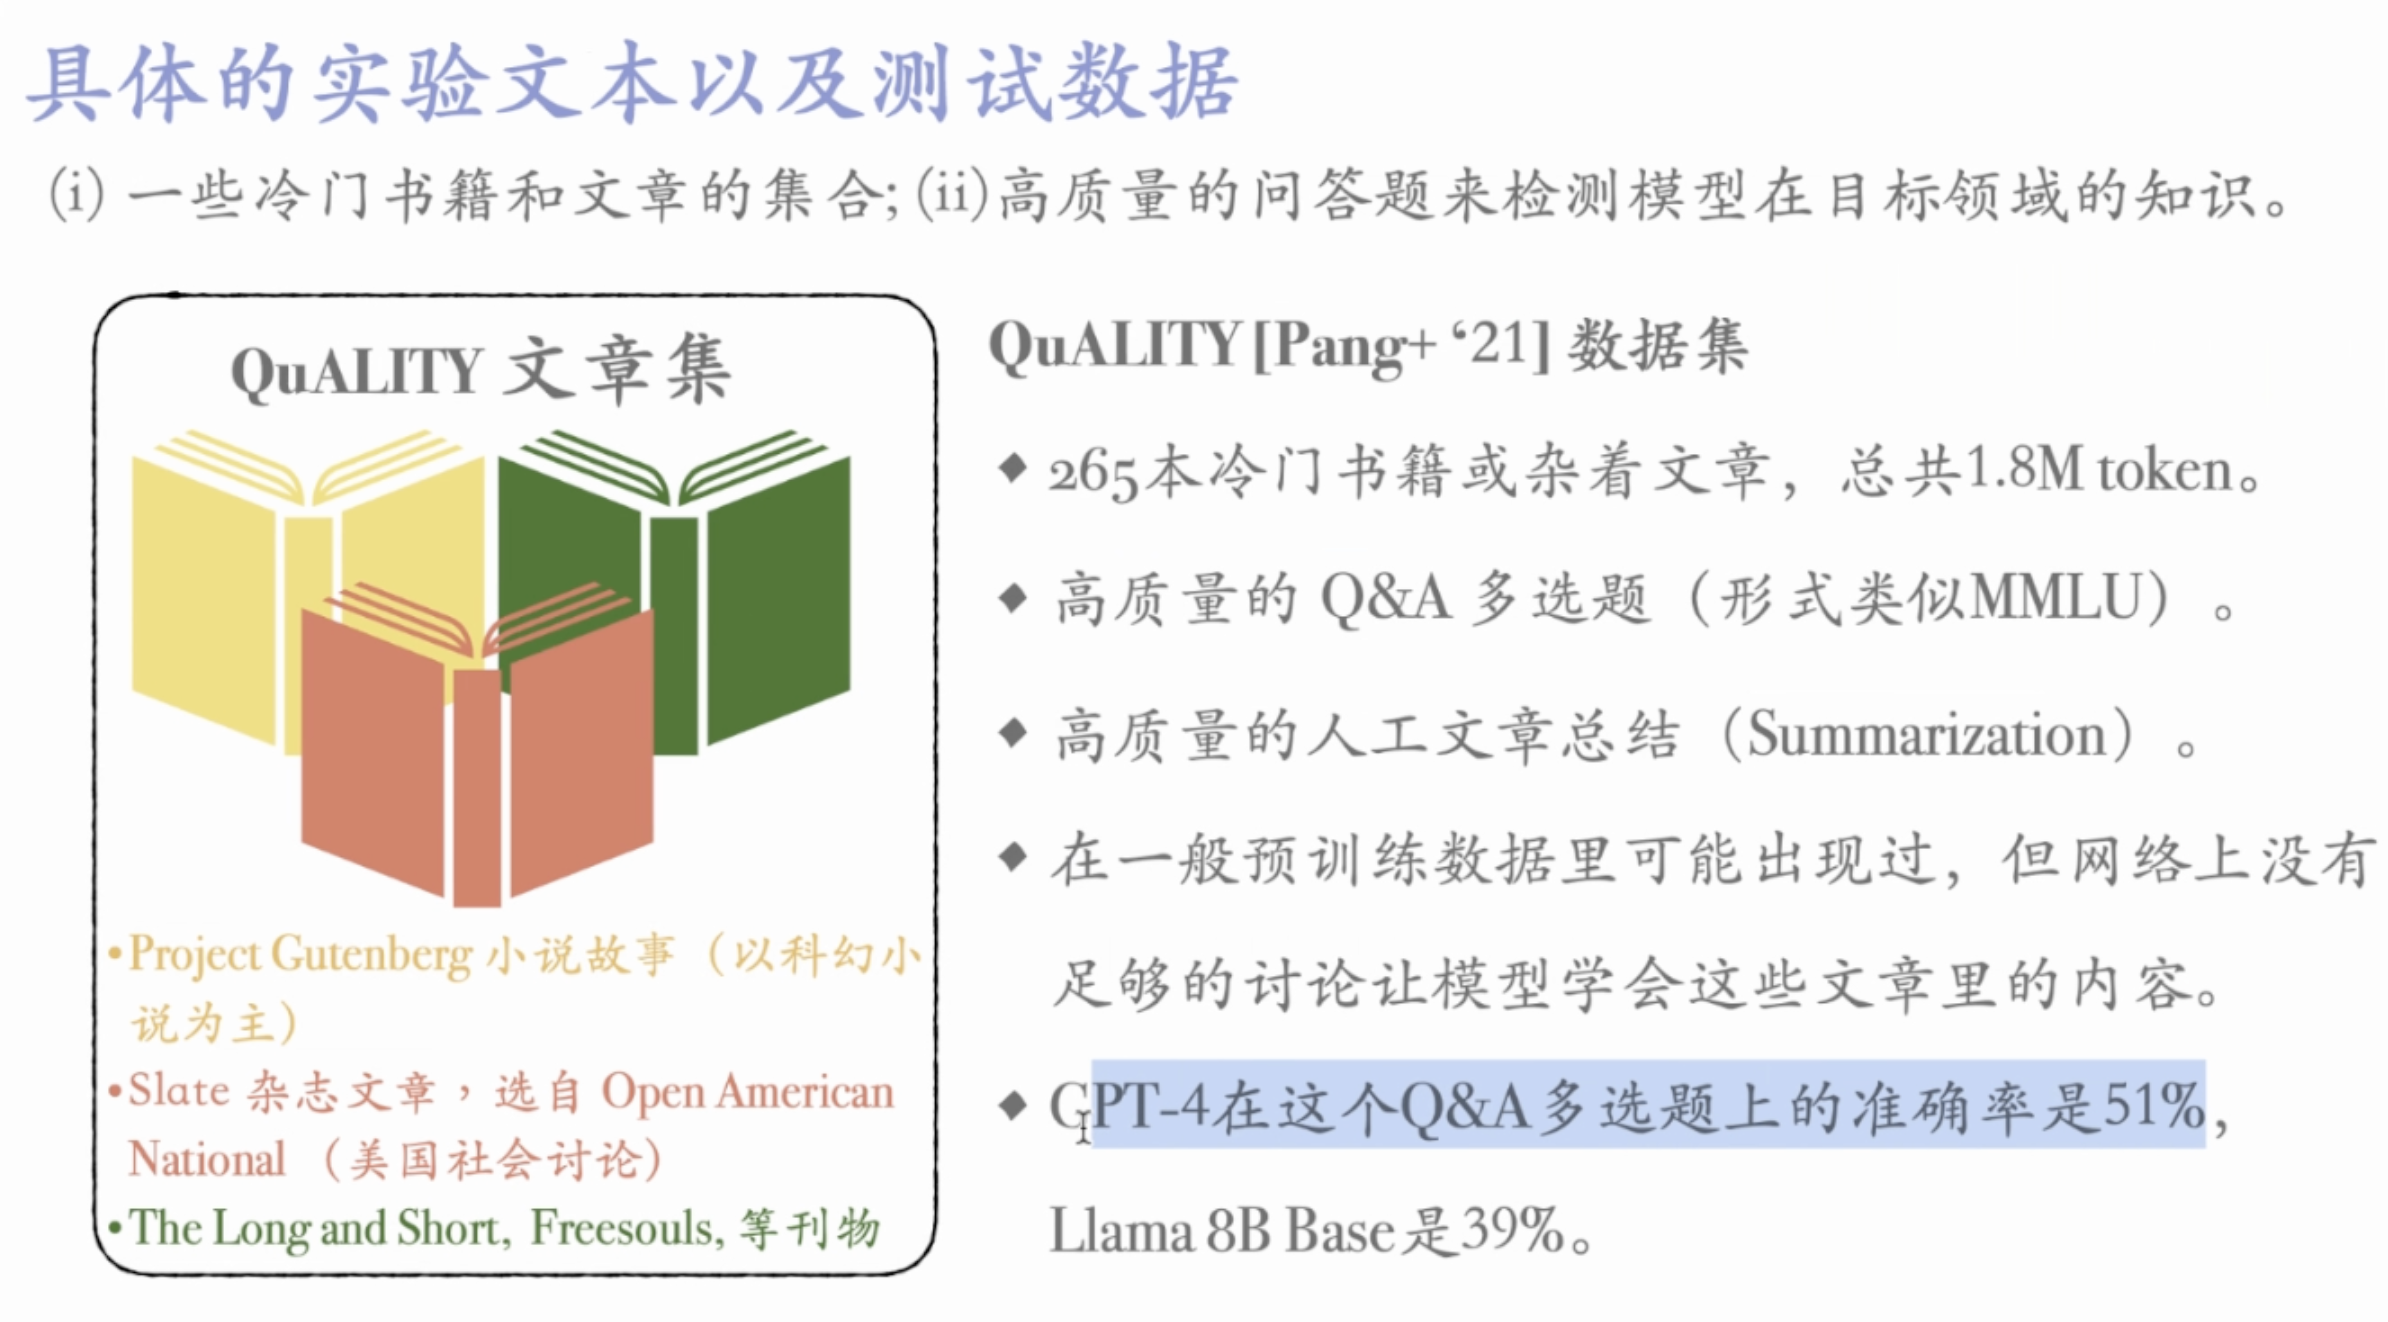 具体的实验文本以及测试数据
(i) 一些冷门书籍和文章的集合; (ii)高质量的问答题来检测模型在目标领域的知识。
QuALITY 文章集
•Project Gutenberg 小说故事（以科幻小
说为主）
•Slate 杂志文章，选自 Open American
National （美国社会讨论）
•The Long and Short, Freesouls, 等刊物
QuALITY [Pang+ ‘21] 数据集
◆ 265本冷门书籍或杂着文章，总共1.8M token。
◆ 高质量的 Q&A 多选题（形式类似MMLU）。
◆ 高质量的人工文章总结（Summarization）。
◆ 在一般预训练数据里可能出现过，但网络上没有
足够的讨论让模型学会这些文章里的内容。
◆ GPT-4在这个Q&A多选题上的准确率是51%，
Llama 8B Base是39%。